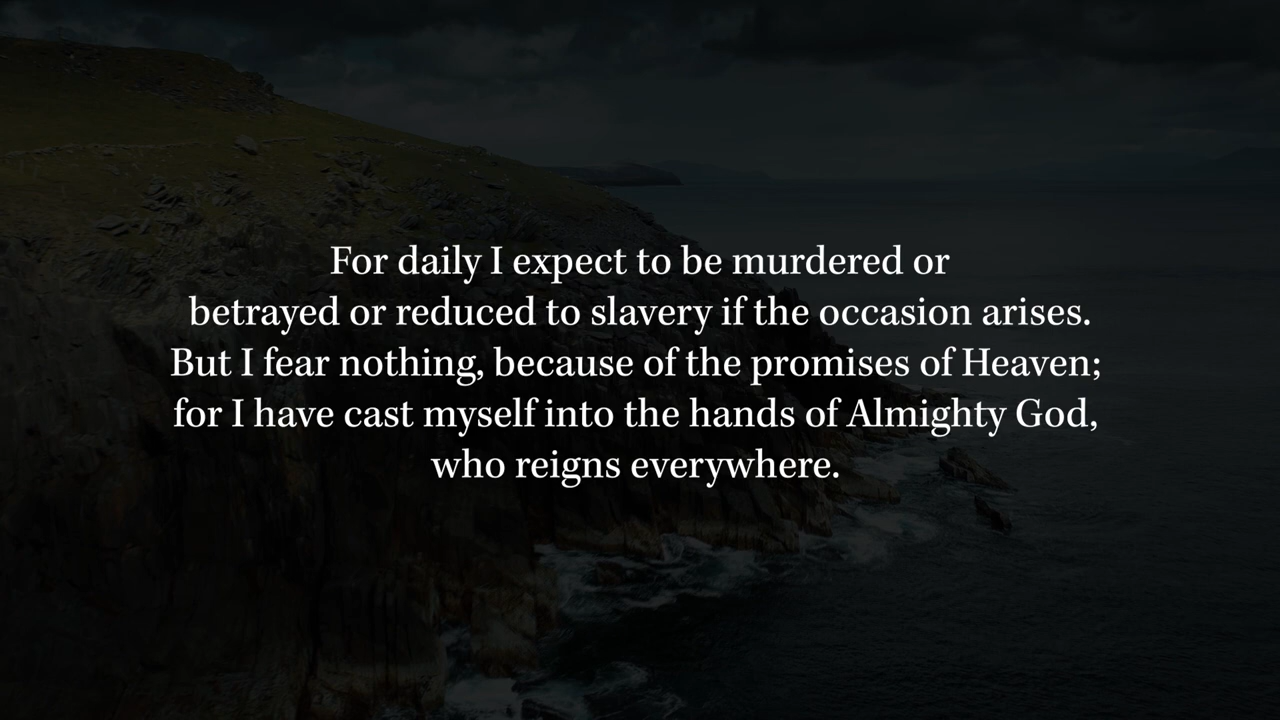 For daily I expect to be murdered or
betrayed or reduced to slavery if the occasion arises.
But I fear nothing, because of the promises of Heaven;
for I have cast myself into the hands of Almighty God,
who reigns everywhere.